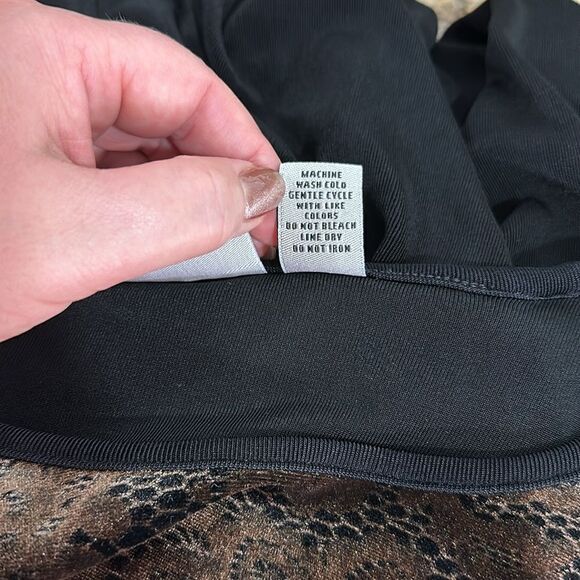 MACHINE
WASH COLD
GENTLE CYCLE
WITH LIKE
COLORS
DO NOT BLEACH
LINE DRY
DO NOT IRON